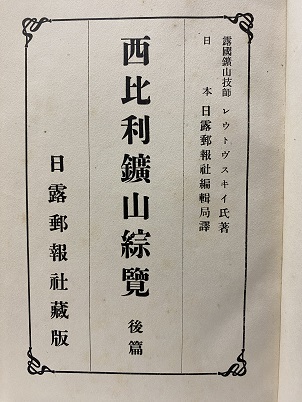 露國鑛山技師 レウトヴスキイ氏著
日本 日露郵報社編輯局譯
西比利鑛山綜覽 後篇
日露郵報社藏版